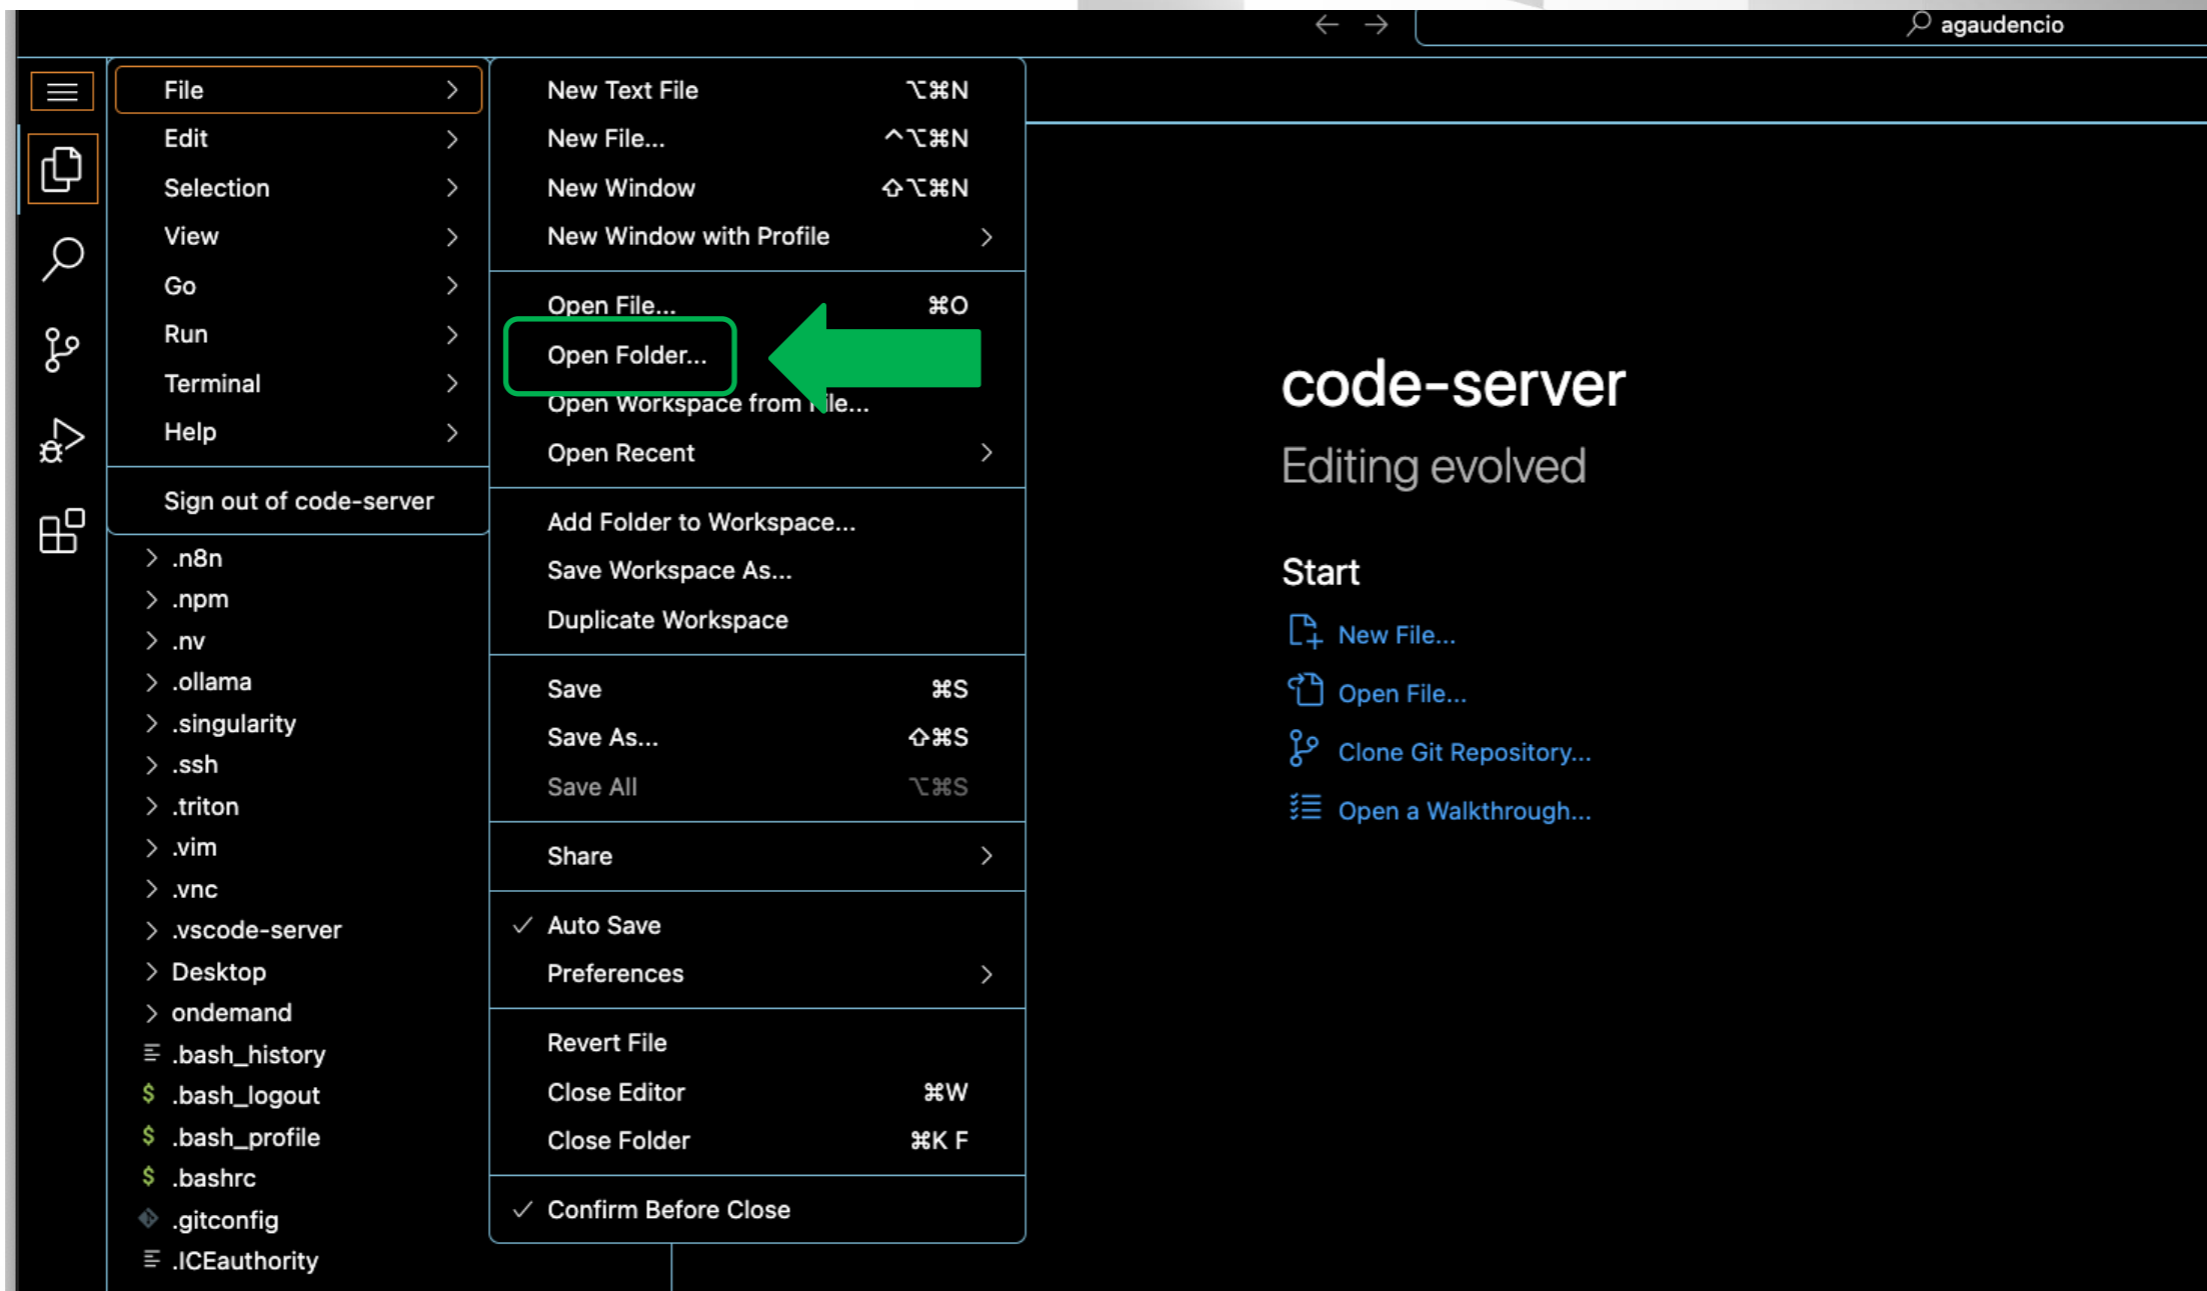 agaudencio
File
Edit
Selection
View
Go
Run
Terminal
Help
Sign out of code-server
New Text File ⌥⌘N
New File... ^⌥⌘N
New Window ⇧⌥⌘N
New Window with Profile
Open File... ⌘O
Open Folder...
Open Workspace from File...
Open Recent
Add Folder to Workspace...
Save Workspace As...
Duplicate Workspace
Save ⌘S
Save As... ⇧⌘S
Save All ⌥⌘S
Share
Auto Save
Preferences
Revert File
Close Editor ⌘W
Close Folder ⌘K F
Confirm Before Close
.n8n
.npm
.nv
.ollama
.singularity
.ssh
.triton
.vim
.vnc
.vscode-server
Desktop
ondemand
.bash_history
$ .bash_logout
$ .bash_profile
$ .bashrc
.gitconfig
.ICEauthority
code-server
Editing evolved
Start
New File...
Open File...
Clone Git Repository...
Open a Walkthrough...